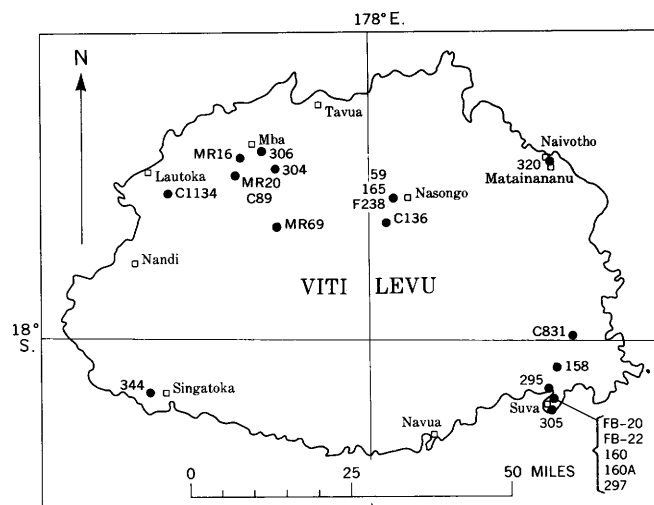 178° E.
N
Tavua
Mba
MR16
306
Naivotho
304
320
Matainananu
Lautoka
MR20
C89
C1134
59
165
F238
Nasongo
C136
MR69
Nandi
VITI LEVU
18°
S.
C831
158
295
344
Singatoka
Suva
305
Navua
FB-20
FB-22
160
160A
297
0
25
50 MILES